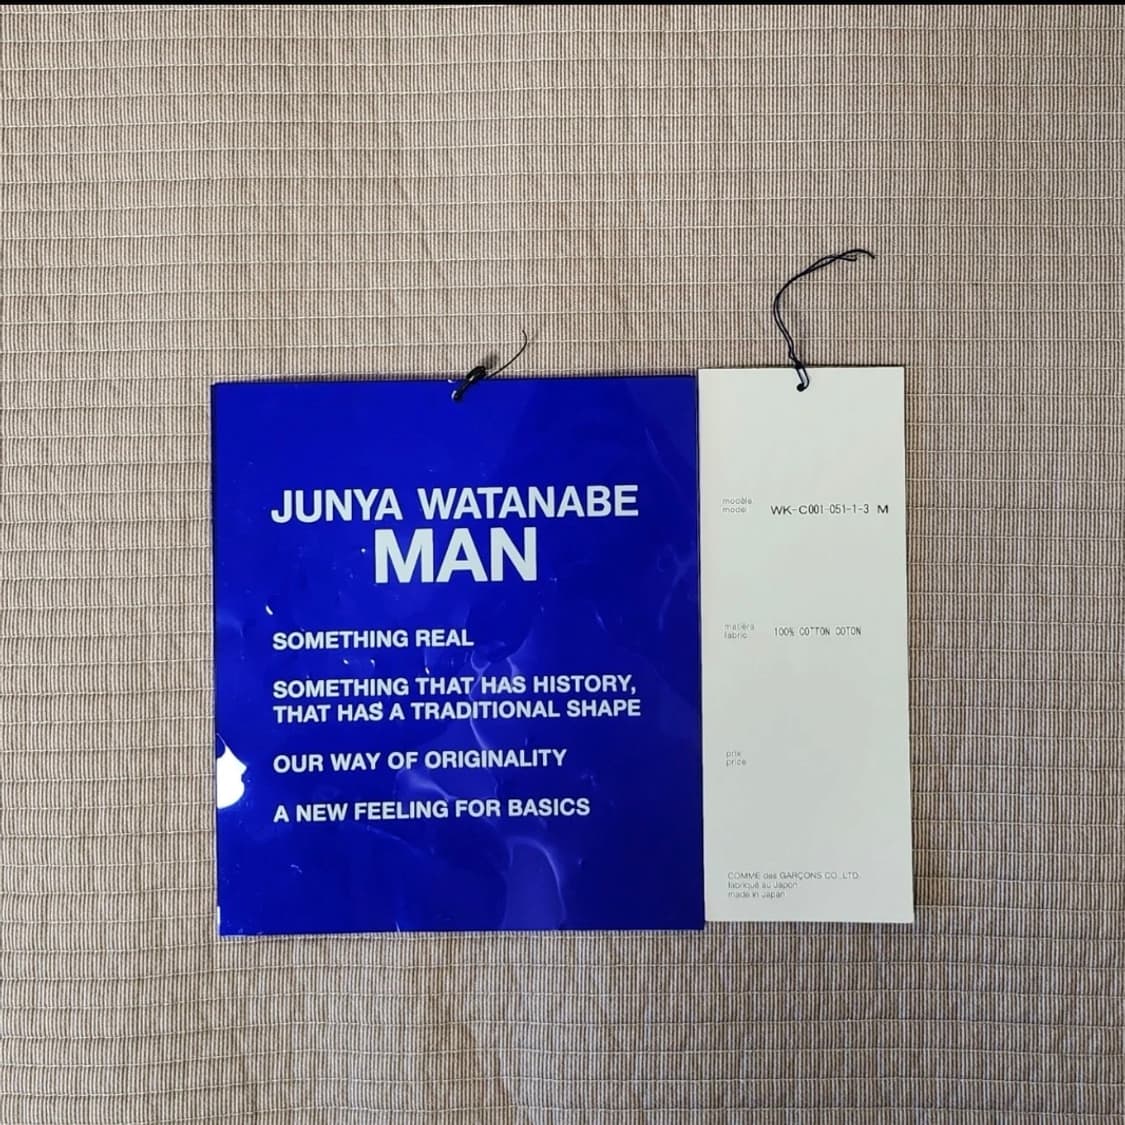 JUNYA WATANABE
MAN
SOMETHING REAL
SOMETHING THAT HAS HISTORY,
THAT HAS A TRADITIONAL SHAPE
OUR WAY OF ORIGINALITY
A NEW FEELING FOR BASICS
modèle
model
WK-C001-051-1-3 M
matière
fabric
100% COTTON COTON
prix
price
COMME des GARÇONS CO.,LTD.
fabriqué au Japon
made in Japan